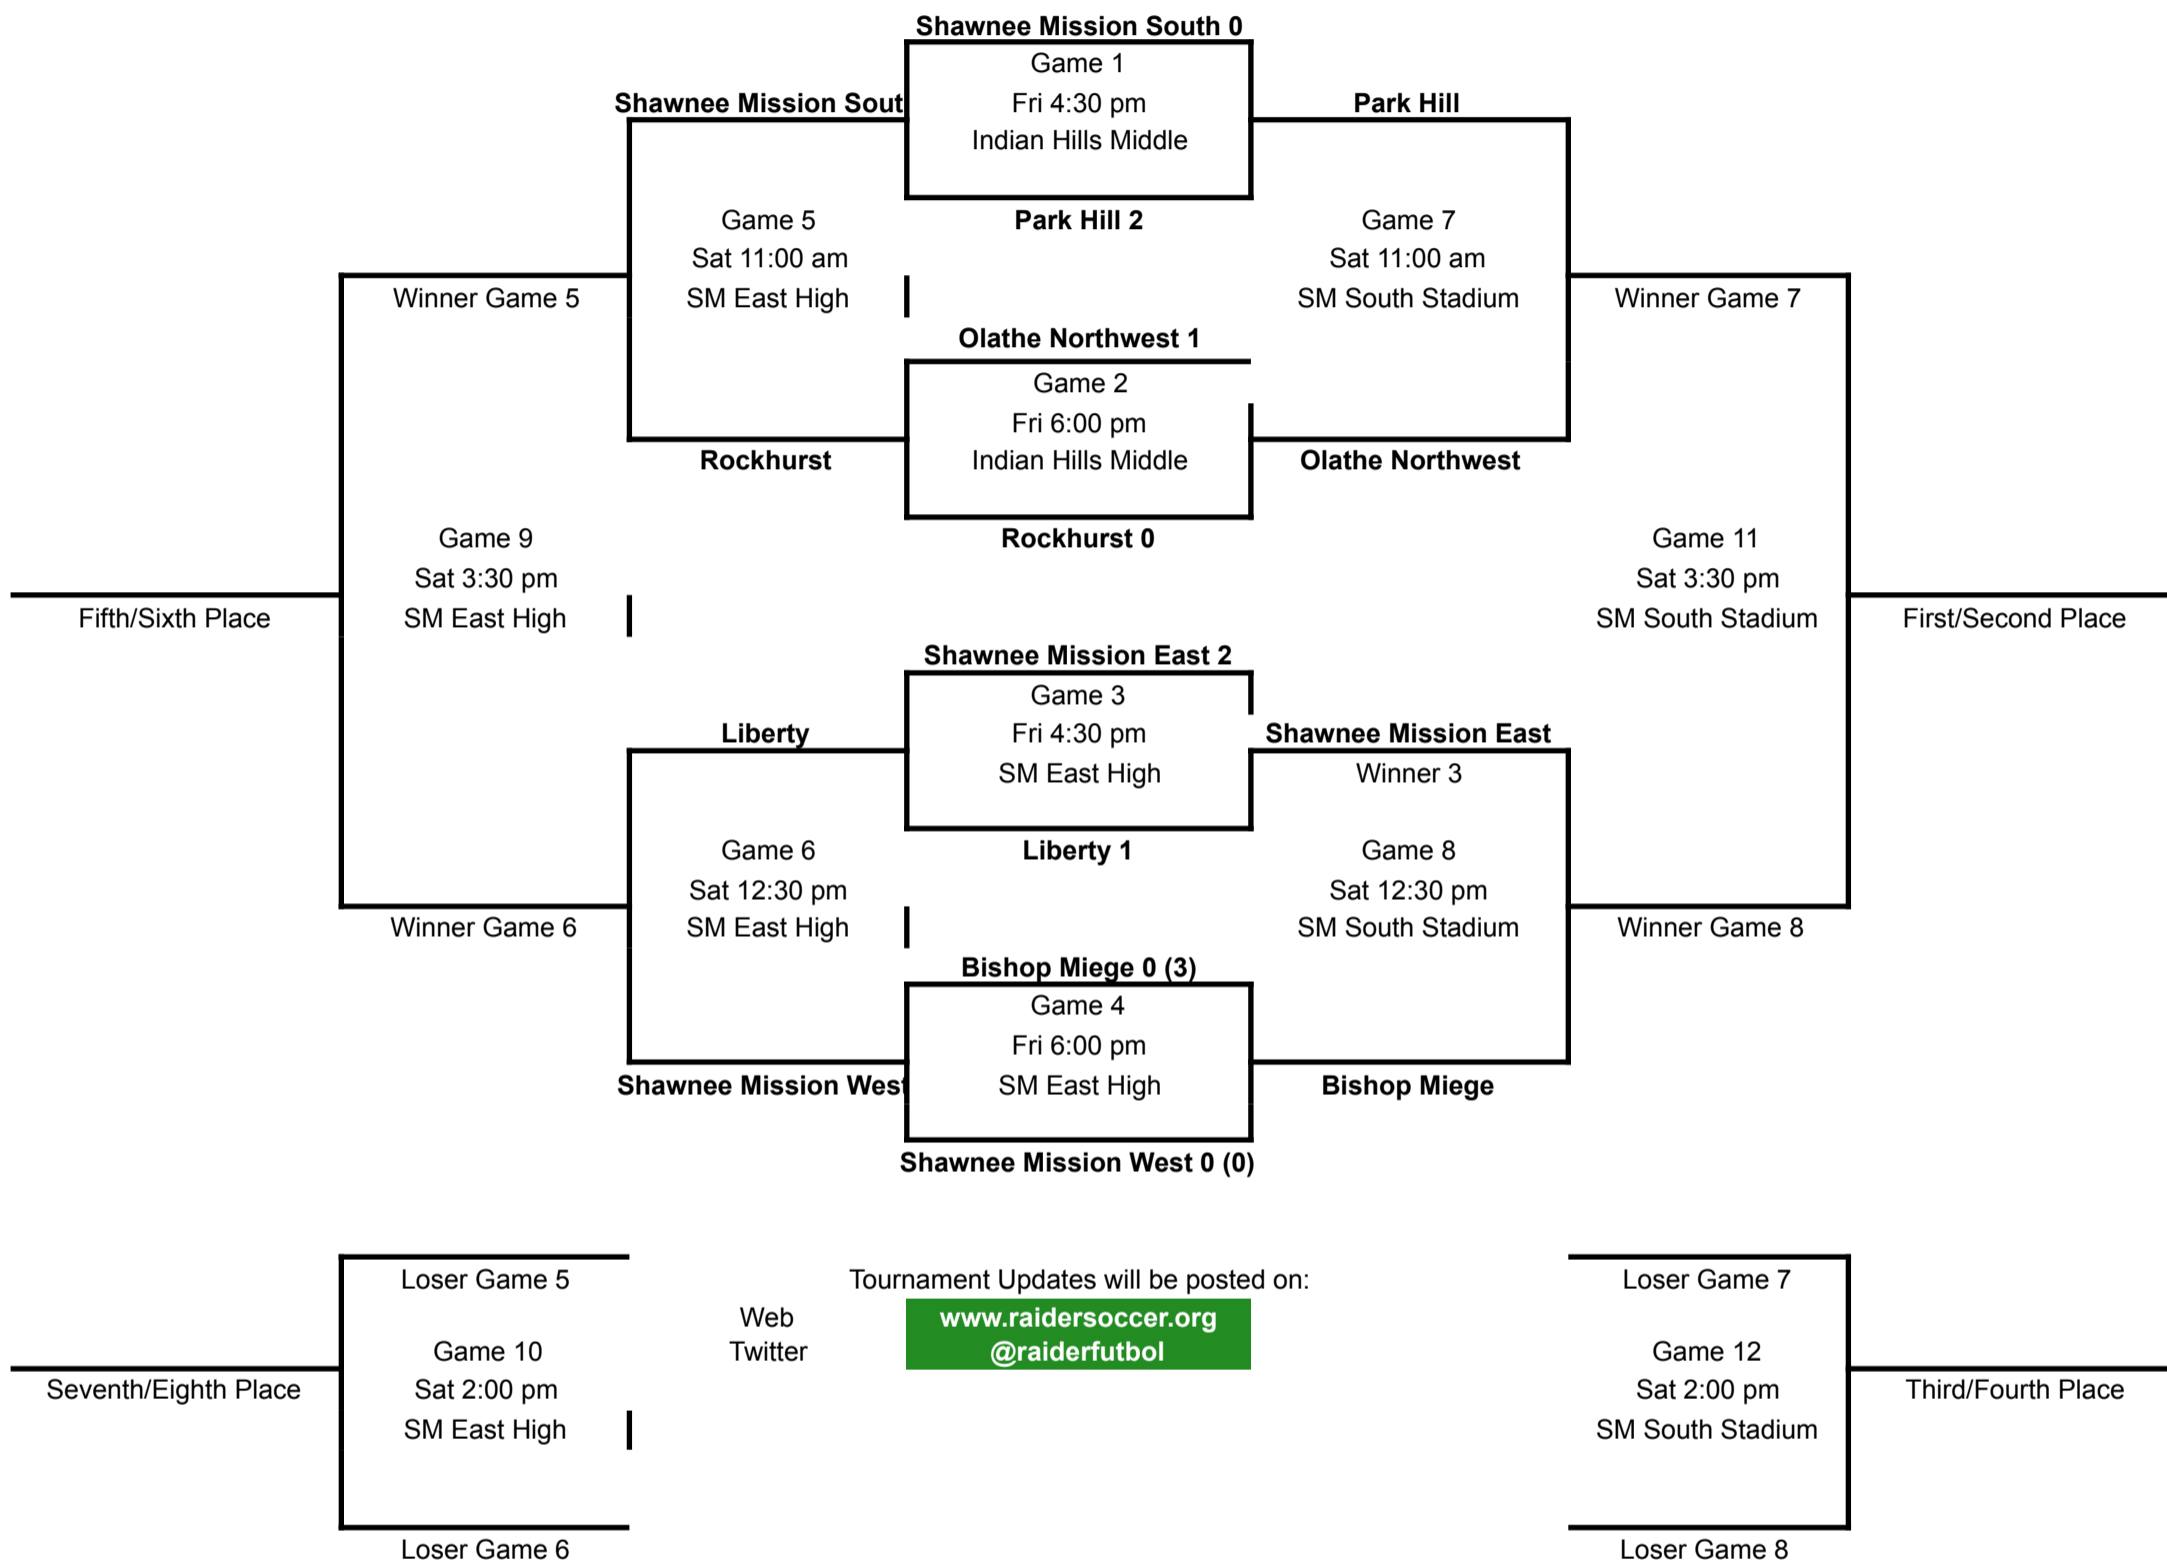 Shawnee Mission South 0
Game 1
Shawnee Mission Sout
Fri 4:30 pm
Park Hill
Indian Hills Middle
Game 5
Park Hill 2
Game 7
Sat 11:00 am
Sat 11:00 am
Winner Game 5
SM East High
SM South Stadium
Winner Game 7
Olathe Northwest 1
Game 2
Fri 6:00 pm
Rockhurst
Indian Hills Middle
Olathe Northwest
Game 9
Rockhurst 0
Game 11
Sat 3:30 pm
Sat 3:30 pm
Fifth/Sixth Place
SM East High
SM South Stadium
First/Second Place
Shawnee Mission East 2
Game 3
Liberty
Fri 4:30 pm
Shawnee Mission East
SM East High
Winner 3
Game 6
Liberty 1
Game 8
Sat 12:30 pm
Sat 12:30 pm
Winner Game 6
SM East High
SM South Stadium
Winner Game 8
Bishop Miege 0 (3)
Game 4
Fri 6:00 pm
Shawnee Mission West
SM East High
Bishop Miege
Shawnee Mission West 0 (0)
Loser Game 5
Tournament Updates will be posted on:
Loser Game 7
Web
www.raidersoccer.org
Game 10
Twitter
@raiderfutbol
Game 12
Seventh/Eighth Place
Sat 2:00 pm
Sat 2:00 pm
Third/Fourth Place
SM East High
SM South Stadium
Loser Game 6
Loser Game 8